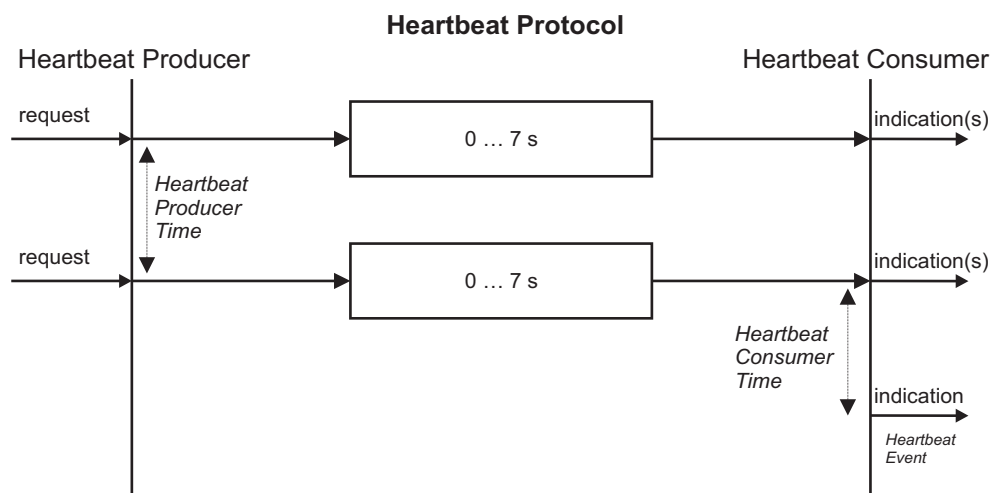 Heartbeat Protocol
Heartbeat Producer
Heartbeat Consumer
request
0 … 7 s
indication(s)
Heartbeat
Producer
Time
request
0 … 7 s
indication(s)
Heartbeat
Consumer
Time
indication
Heartbeat
Event